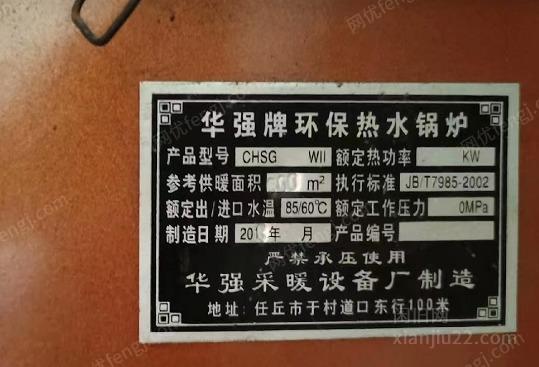 华强牌环保热水锅炉
产品型号 CHSG WII 额定热功率 KW
参考供暖面积 m² 执行标准 JB/T7985-2002
额定出/进口水温 85/60℃ 额定工作压力 0MPa
制造日期 201 年 月 产品编号
严禁承压使用
华强采暖设备厂制造
地址: 任丘市于村道口东行100米
xianjiu22.com